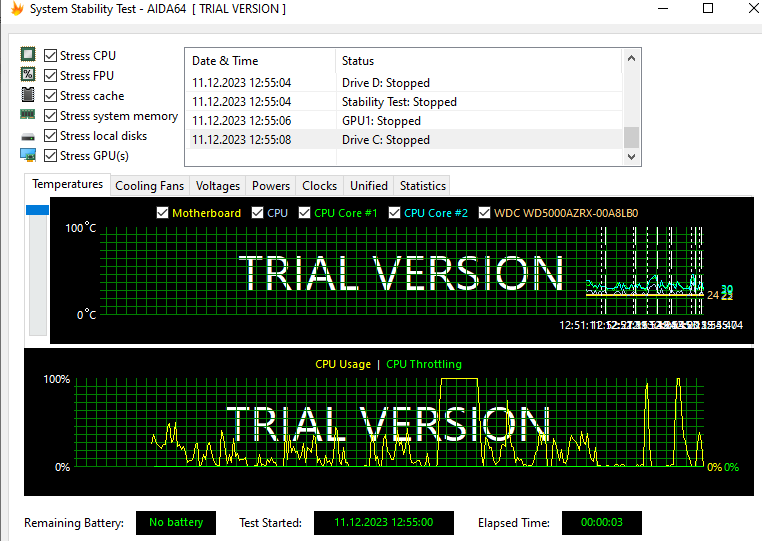 System Stability Test - AIDA64 [ TRIAL VERSION ]
Stress CPU
Stress FPU
Stress cache
Stress system memory
Stress local disks
Stress GPU(s)
Date & Time Status
11.12.2023 12:55:04 Drive D: Stopped
11.12.2023 12:55:04 Stability Test: Stopped
11.12.2023 12:55:06 GPU1: Stopped
11.12.2023 12:55:08 Drive C: Stopped
Temperatures Cooling Fans Voltages Powers Clocks Unified Statistics
Motherboard CPU CPU Core #1 CPU Core #2 WDC WD5000AZRX-00A8LB0
100°C
TRIAL VERSION
24 22
0°C
CPU Usage | CPU Throttling
100%
TRIAL VERSION
0% 0% 0%
Remaining Battery: No battery Test Started: 11.12.2023 12:55:00 Elapsed Time: 00:00:03